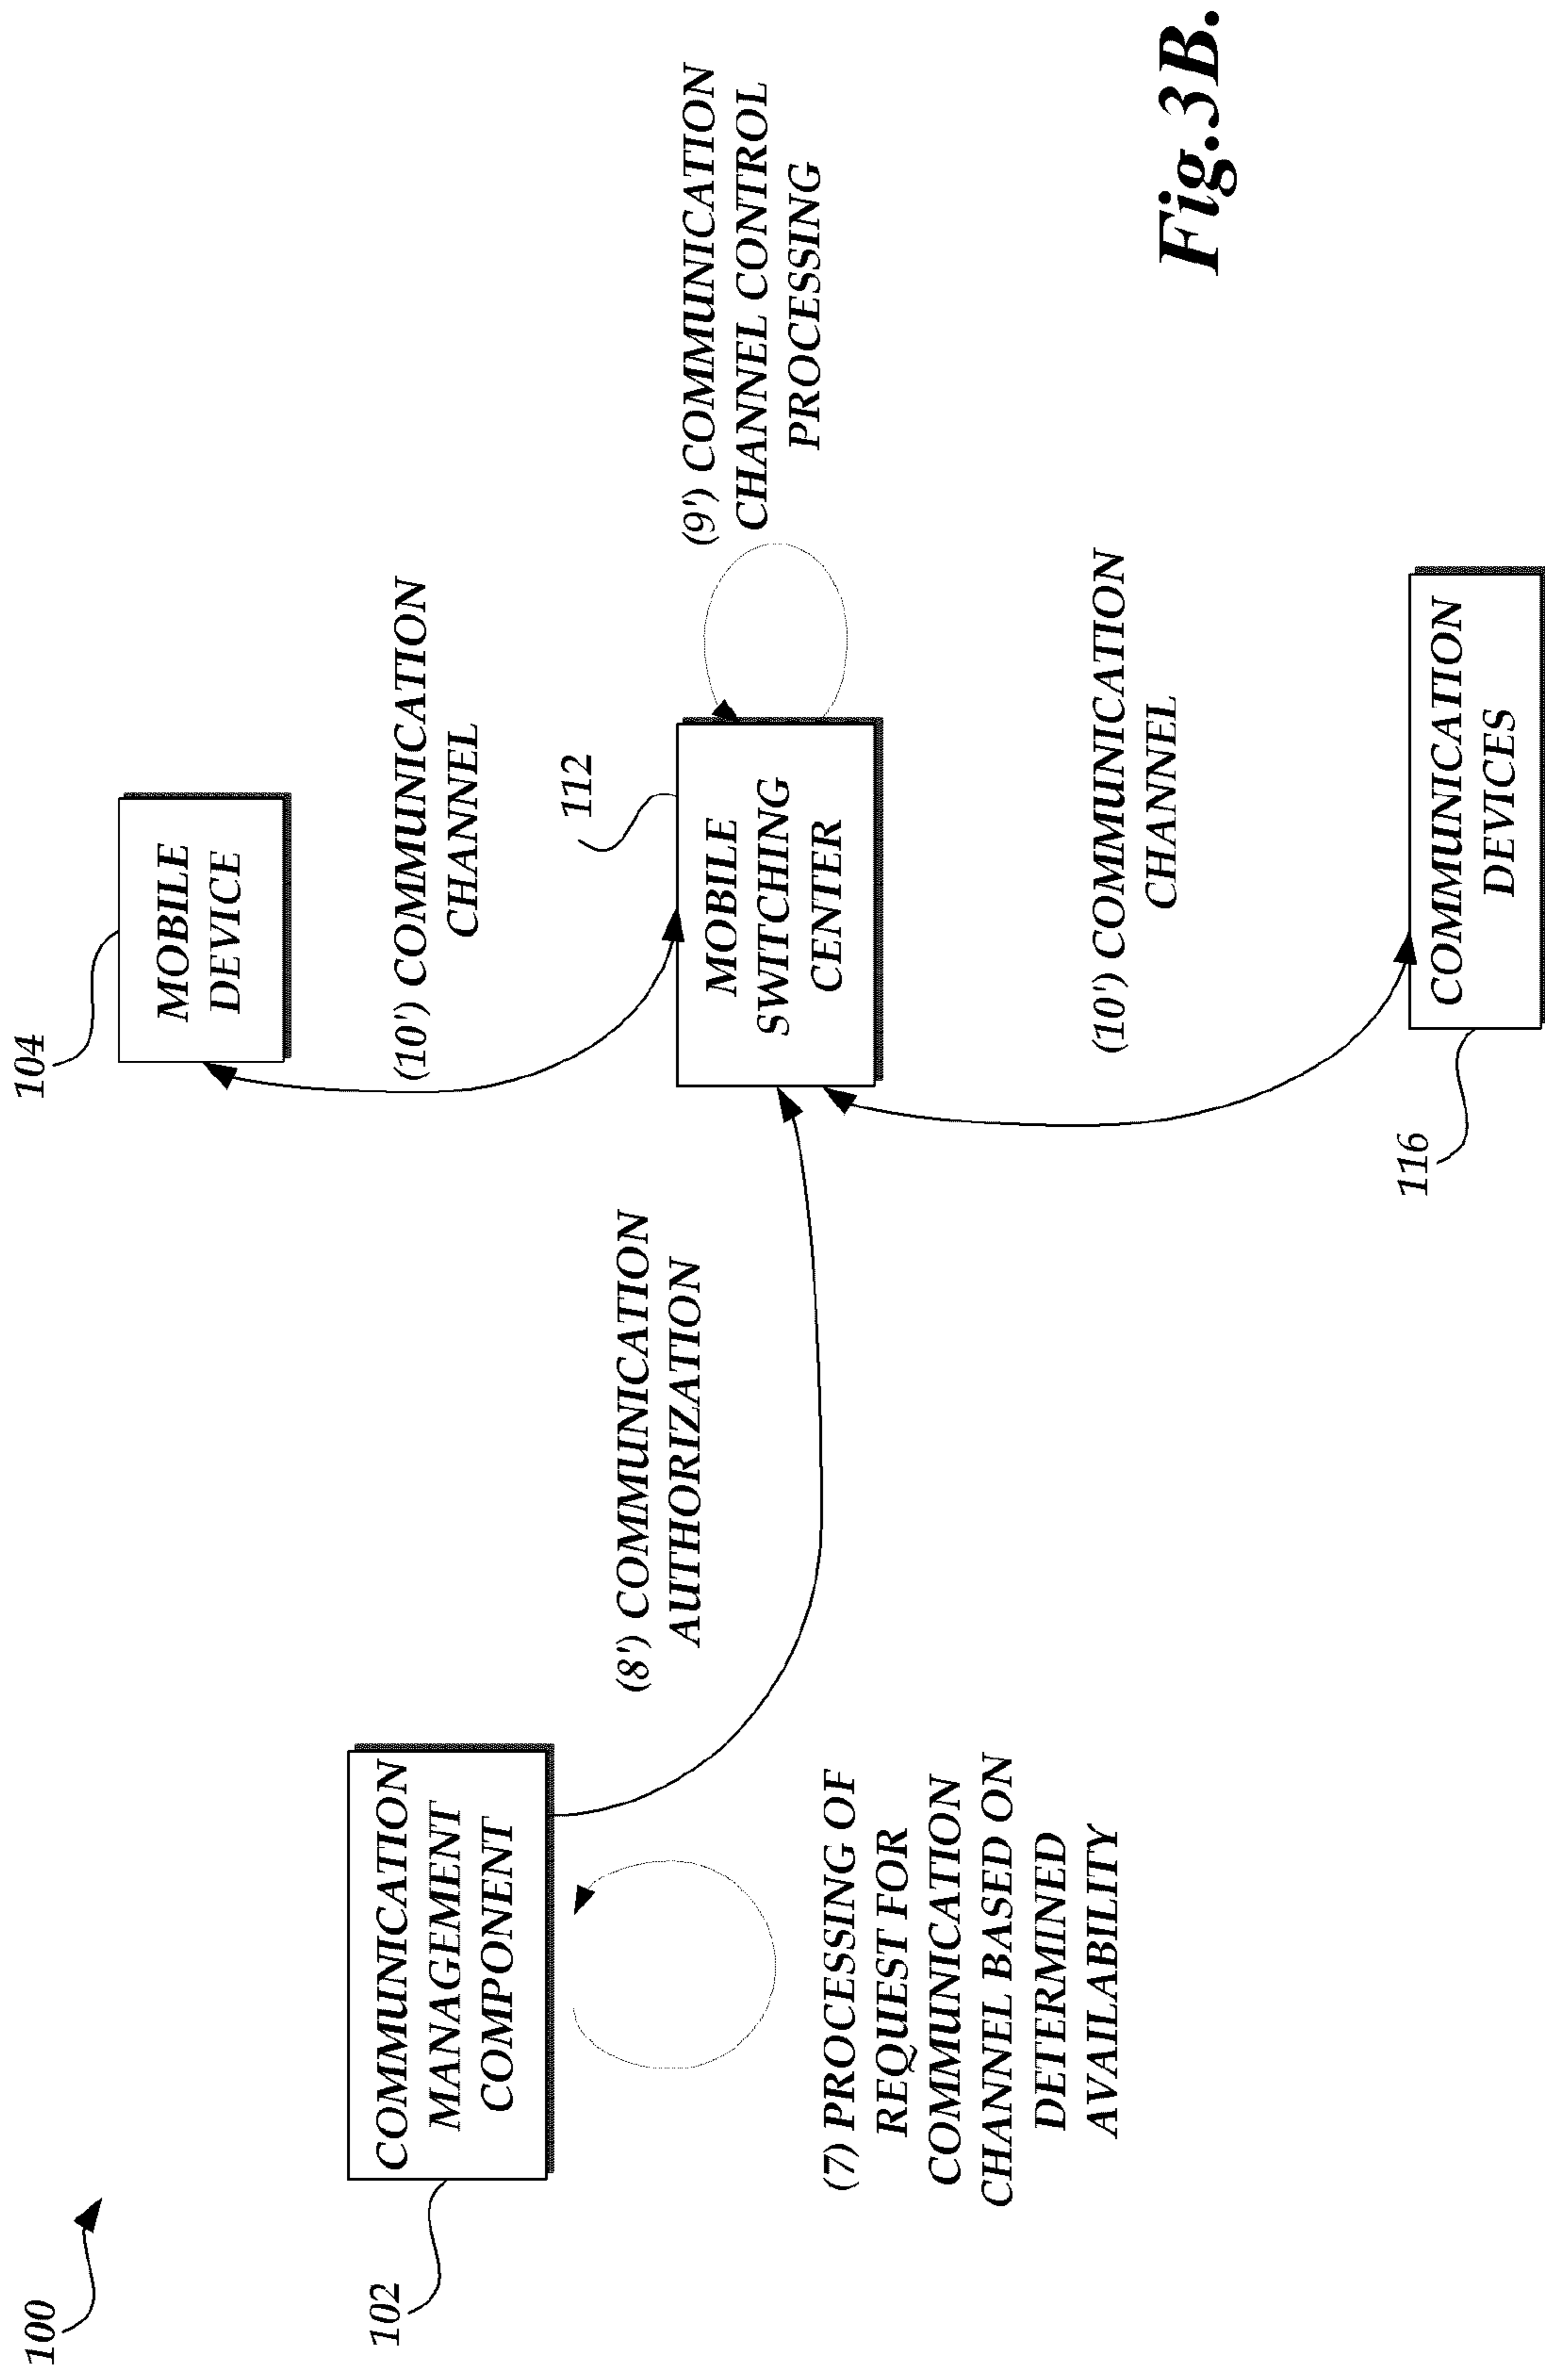 100
102
COMMUNICATION
MANAGEMENT
COMPONENT
(7) PROCESSING OF
REQUEST FOR
COMMUNICATION
CHANNEL BASED ON
DETERMINED
AVAILABILITY
(8') COMMUNICATION
AUTHORIZATION
104
MOBILE
DEVICE
(10') COMMUNICATION
CHANNEL
112
MOBILE
SWITCHING
CENTER
(9') COMMUNICATION
CHANNEL CONTROL
PROCESSING
(10') COMMUNICATION
CHANNEL
116
COMMUNICATION
DEVICES
Fig.3B.